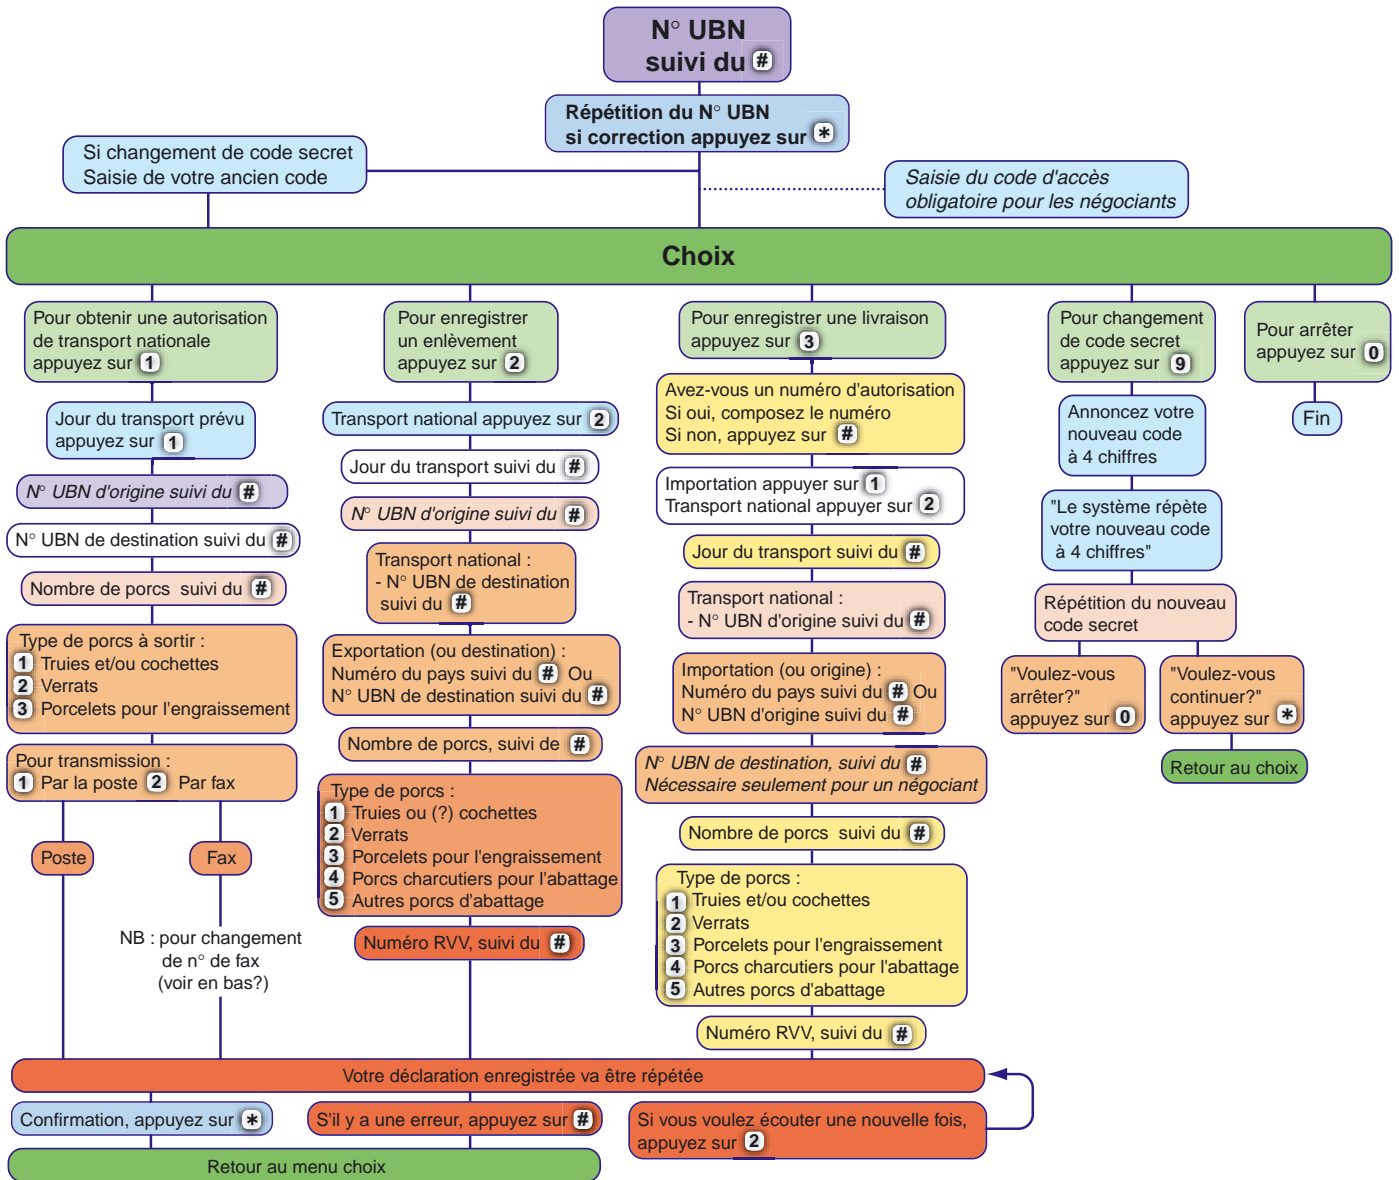 N° UBN
suivi du #
Répétition du N° UBN
si correction appuyez sur *
Si changement de code secret
Saisie de votre ancien code
Saisie du code d'accès
obligatoire pour les négociants
Choix
Pour obtenir une autorisation
de transport nationale
appuyez sur 1
Jour du transport prévu
appuyez sur 1
N° UBN d'origine suivi du #
N° UBN de destination suivi du #
Nombre de porcs suivi du #
Type de porcs à sortir :
1 Truies et/ou cochettes
2 Verrats
3 Porcelets pour l'engraissement
Pour transmission :
1 Par la poste 2 Par fax
Poste
Fax
NB : pour changement
de n° de fax
(voir en bas?)
Pour enregistrer
un enlèvement
appuyez sur 2
Transport national appuyez sur 2
Jour du transport suivi du #
N° UBN d'origine suivi du #
Transport national :
- N° UBN de destination
suivi du #
Exportation (ou destination) :
Numéro du pays suivi du # Ou
N° UBN de destination suivi du #
Nombre de porcs, suivi de #
Type de porcs :
1 Truies ou (?) cochettes
2 Verrats
3 Porcelets pour l'engraissement
4 Porcs charcutiers pour l'abattage
5 Autres porcs d'abattage
Numéro RVV, suivi du #
Pour enregistrer une livraison
appuyez sur 3
Avez-vous un numéro d'autorisation
Si oui, composez le numéro
Si non, appuyez sur #
Importation appuyer sur 1
Transport national appuyer sur 2
Jour du transport suivi du #
Transport national :
- N° UBN d'origine suivi du #
Importation (ou origine) :
Numéro du pays suivi du # Ou
N° UBN d'origine suivi du #
N° UBN de destination, suivi du #
Nécessaire seulement pour un négociant
Nombre de porcs suivi du #
Type de porcs :
1 Truies et/ou cochettes
2 Verrats
3 Porcelets pour l'engraissement
4 Porcs charcutiers pour l'abattage
5 Autres porcs d'abattage
Numéro RVV, suivi du #
Pour changement
de code secret
appuyez sur 9
Annoncez votre
nouveau code
à 4 chiffres
"Le système répète
votre nouveau code
à 4 chiffres"
Répétition du nouveau
code secret
"Voulez-vous
arrêter?"
appuyez sur 0
"Voulez-vous
continuer?"
appuyez sur *
Retour au choix
Pour arrêter
appuyez sur 0
Fin
Votre déclaration enregistrée va être répétée
Confirmation, appuyez sur *
S'il y a une erreur, appuyez sur #
Si vous voulez écouter une nouvelle fois,
appuyez sur 2
Retour au menu choix